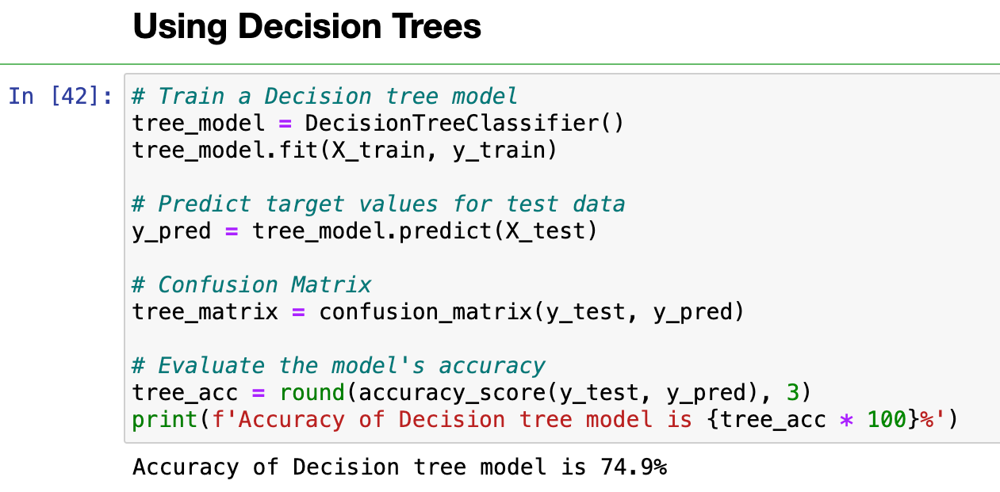 Using Decision Trees
In [42]:
# Train a Decision tree model
tree_model = DecisionTreeClassifier()
tree_model.fit(X_train, y_train)
# Predict target values for test data
y_pred = tree_model.predict(X_test)
# Confusion Matrix
tree_matrix = confusion_matrix(y_test, y_pred)
# Evaluate the model's accuracy
tree_acc = round(accuracy_score(y_test, y_pred), 3)
print(f'Accuracy of Decision tree model is {tree_acc * 100}%')
Accuracy of Decision tree model is 74.9%